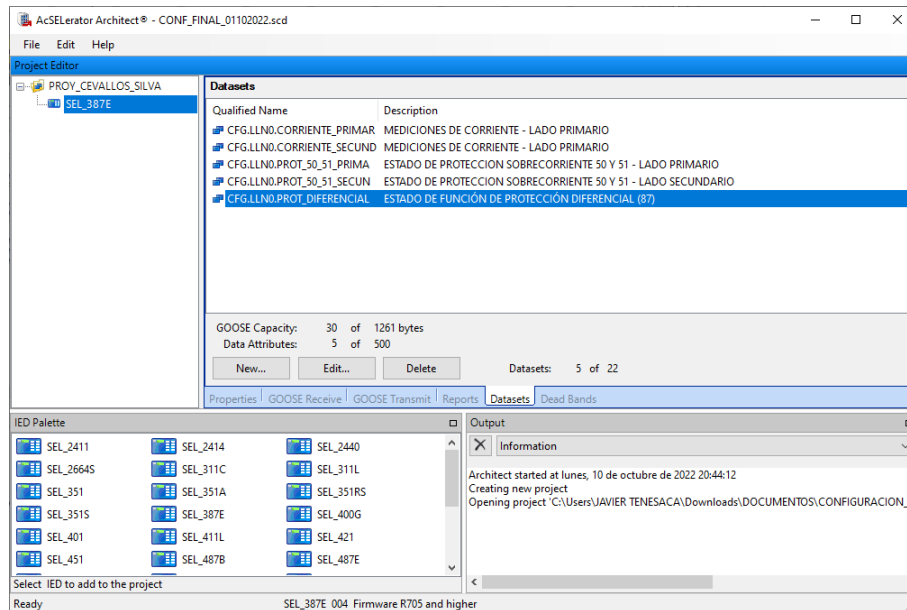 AcSELerator Architect® - CONF_FINAL_01102022.scd
File Edit Help
Project Editor
PROY_CEVALLOS_SILVA
SEL_387E
Datasets
Qualified Name Description
CFG.LLN0.CORRIENTE_PRIMAR MEDICIONES DE CORRIENTE - LADO PRIMARIO
CFG.LLN0.CORRIENTE_SECUND MEDICIONES DE CORRIENTE - LADO PRIMARIO
CFG.LLN0.PROT_50_51_PRIMA ESTADO DE PROTECCION SOBRECORRIENTE 50 Y 51 - LADO PRIMARIO
CFG.LLN0.PROT_50_51_SECUN ESTADO DE PROTECCION SOBRECORRIENTE 50 Y 51 - LADO SECUNDARIO
CFG.LLN0.PROT_DIFERENCIAL ESTADO DE FUNCIÓN DE PROTECCIÓN DIFERENCIAL (87)
GOOSE Capacity: 30 of 1261 bytes
Data Attributes: 5 of 500
New... Edit... Delete Datasets: 5 of 22
Properties GOOSE Receive GOOSE Transmit Reports Datasets Dead Bands
IED Palette
SEL_2411 SEL_2414 SEL_2440
SEL_2664S SEL_311C SEL_311L
SEL_351 SEL_351A SEL_351RS
SEL_351S SEL_387E SEL_400G
SEL_401 SEL_411L SEL_421
SEL_451 SEL_487B SEL_487E
Select IED to add to the project
Output
Information
Architect started at lunes, 10 de octubre de 2022 20:44:12
Creating new project
Opening project 'C:\Users\JAVIER TENESACA\Downloads\DOCUMENTOS\CONFIGURACION_
Ready SEL_387E 004 Firmware R705 and higher